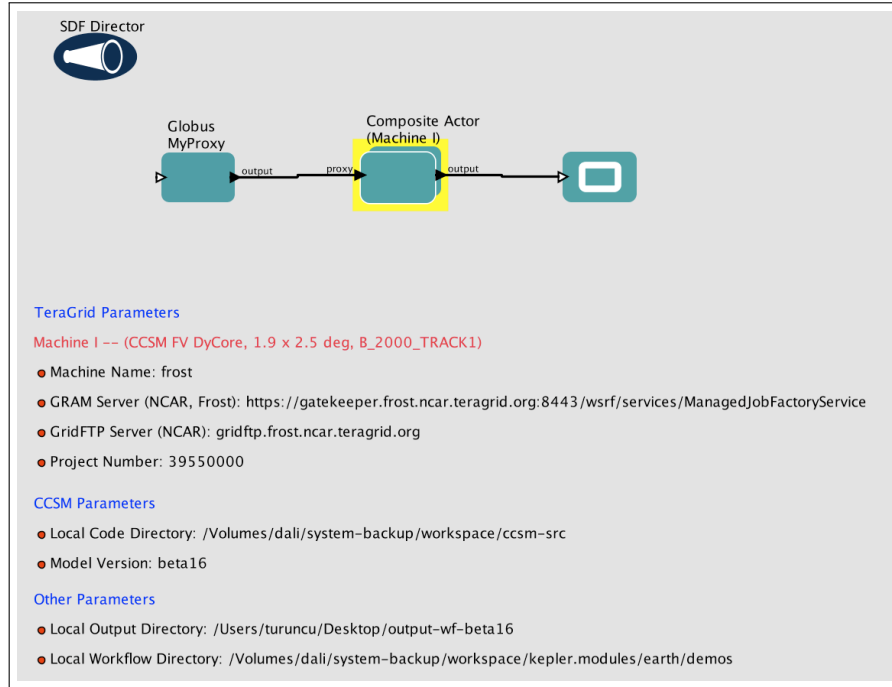 SDF Director
Globus
MyProxy
Composite Actor
(Machine I)
output
proxy
output
TeraGrid Parameters
Machine I -- (CCSM FV DyCore, 1.9 x 2.5 deg, B_2000_TRACK1)
Machine Name: frost
GRAM Server (NCAR, Frost): https://gatekeeper.frost.ncar.teragrid.org:8443/wsrf/services/ManagedJobFactoryService
GridFTP Server (NCAR): gridftp.frost.ncar.teragrid.org
Project Number: 39550000
CCSM Parameters
Local Code Directory: /Volumes/dali/system-backup/workspace/ccsm-src
Model Version: beta16
Other Parameters
Local Output Directory: /Users/turuncu/Desktop/output-wf-beta16
Local Workflow Directory: /Volumes/dali/system-backup/workspace/kepler.modules/earth/demos